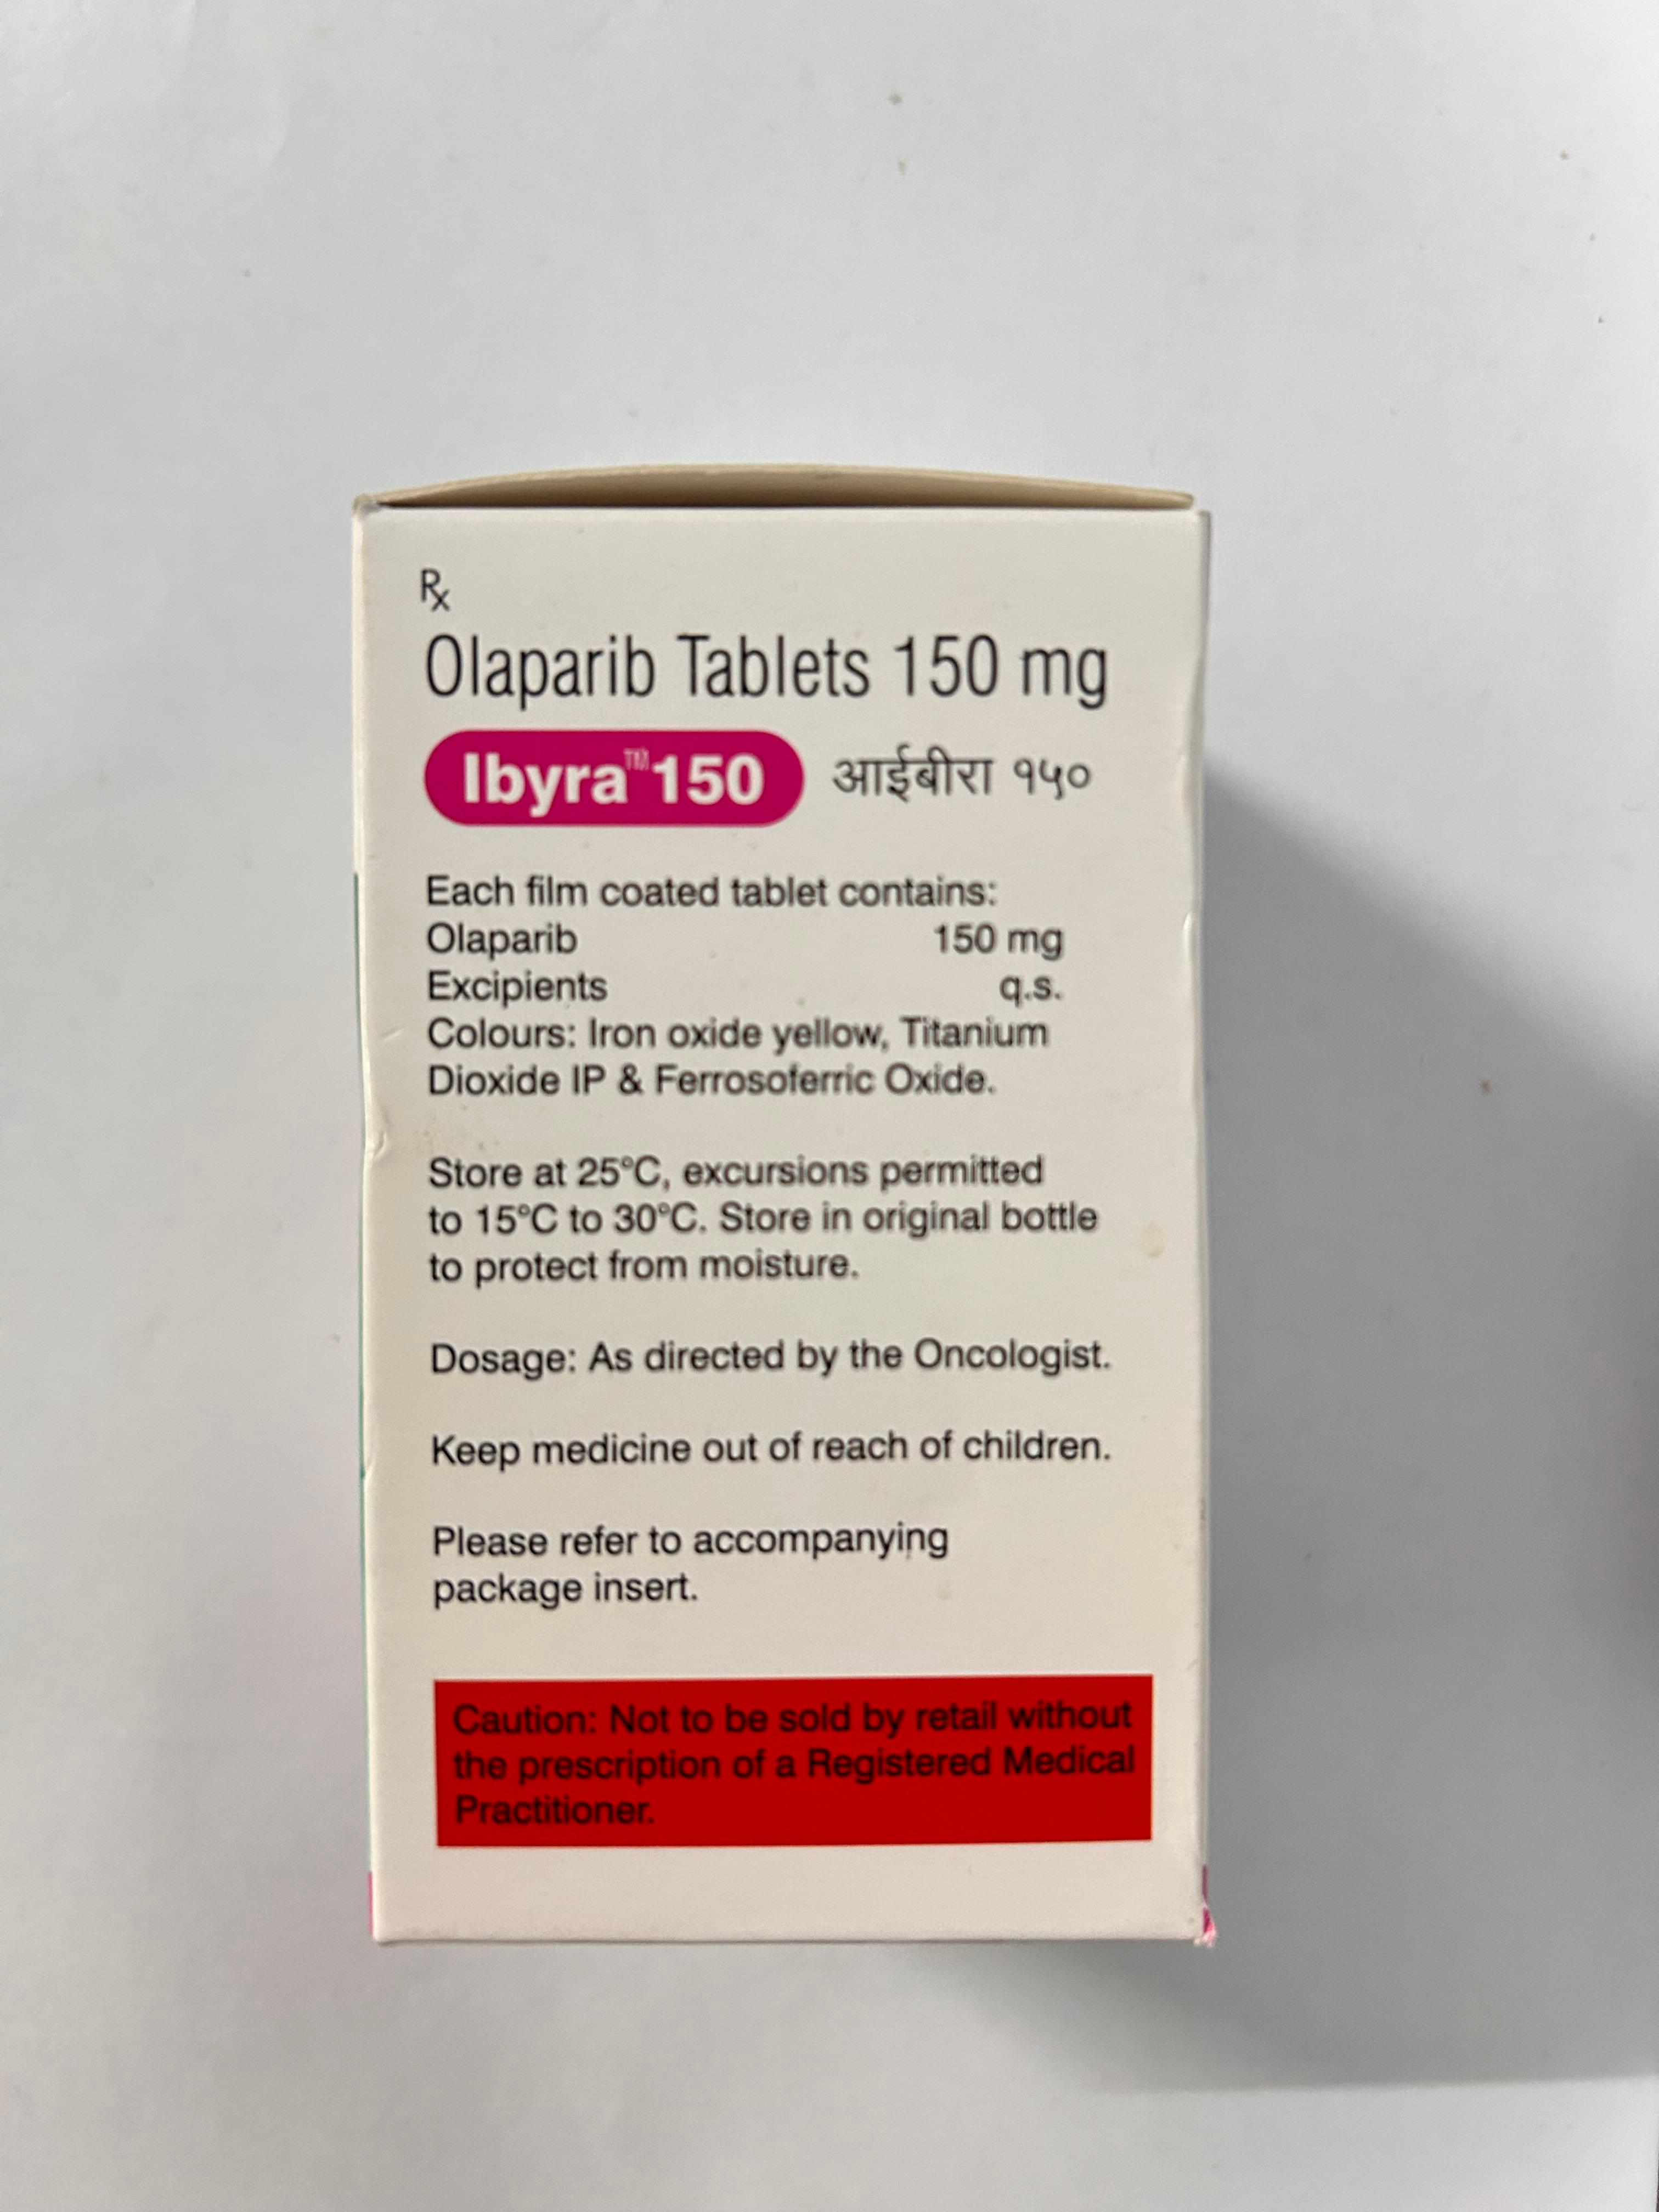 Rx
Olaparib Tablets 150 mg
Ibyra™150 आईबीरा १५०
Each film coated tablet contains:
Olaparib 150 mg
Excipients q.s.
Colours: Iron oxide yellow, Titanium
Dioxide IP & Ferrosoferric Oxide.
Store at 25°C, excursions permitted
to 15°C to 30°C. Store in original bottle
to protect from moisture.
Dosage: As directed by the Oncologist.
Keep medicine out of reach of children.
Please refer to accompanying
package insert.
Caution: Not to be sold by retail without
the prescription of a Registered Medical
Practitioner.